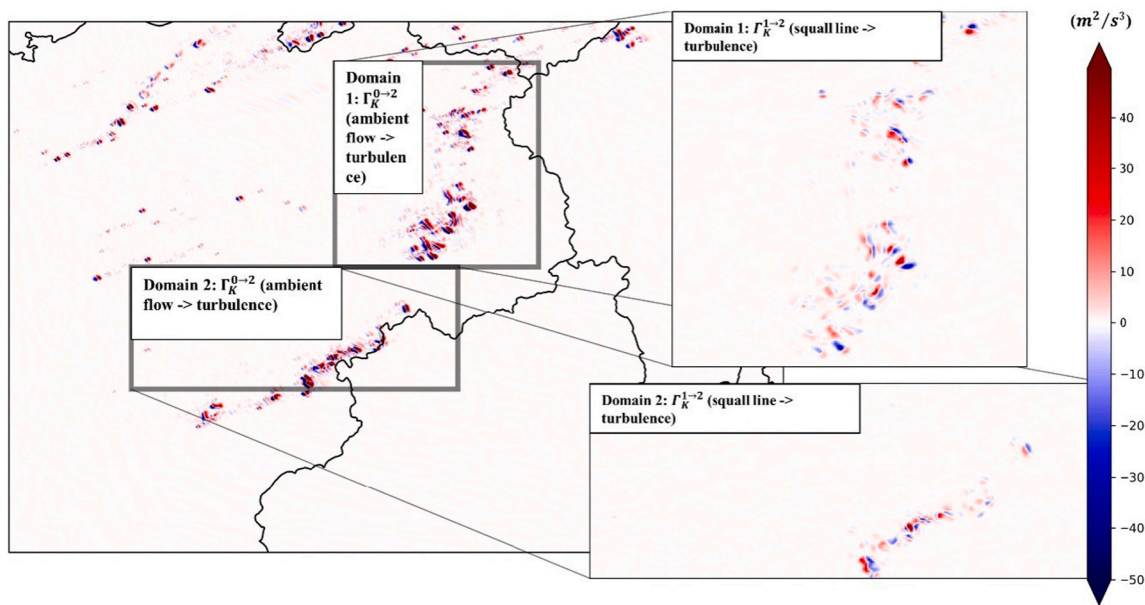 Domain
1: Γ_K^{0→2}
(ambient
flow ->
turbulen
ce)
Domain 2: Γ_K^{0→2} (ambient
flow -> turbulence)
Domain 1: Γ_K^{1→2} (squall line ->
turbulence)
Domain 2: Γ_K^{1→2} (squall line ->
turbulence)
(m²/s³)
40
30
20
10
0
−10
−20
−30
−40
−50